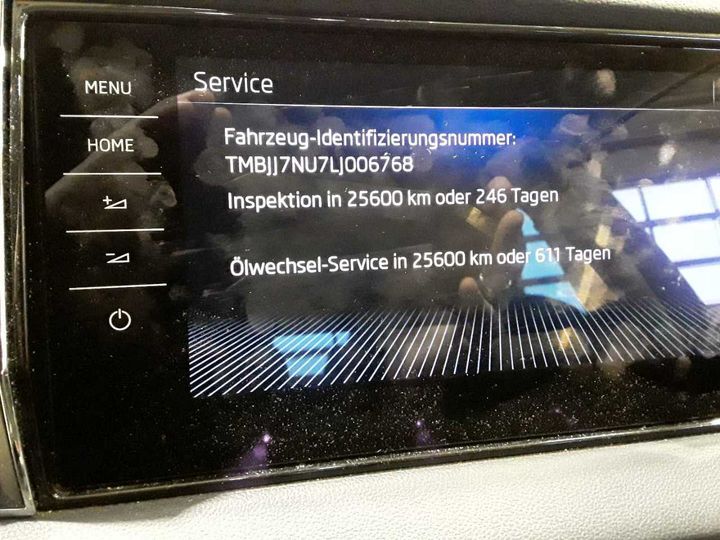 MENU
Service
HOME
Fahrzeug-Identifizierungsnummer:
TMBJJ7NU7LJ006768
Inspektion in 25600 km oder 246 Tagen
Ölwechsel-Service in 25600 km oder 611 Tagen